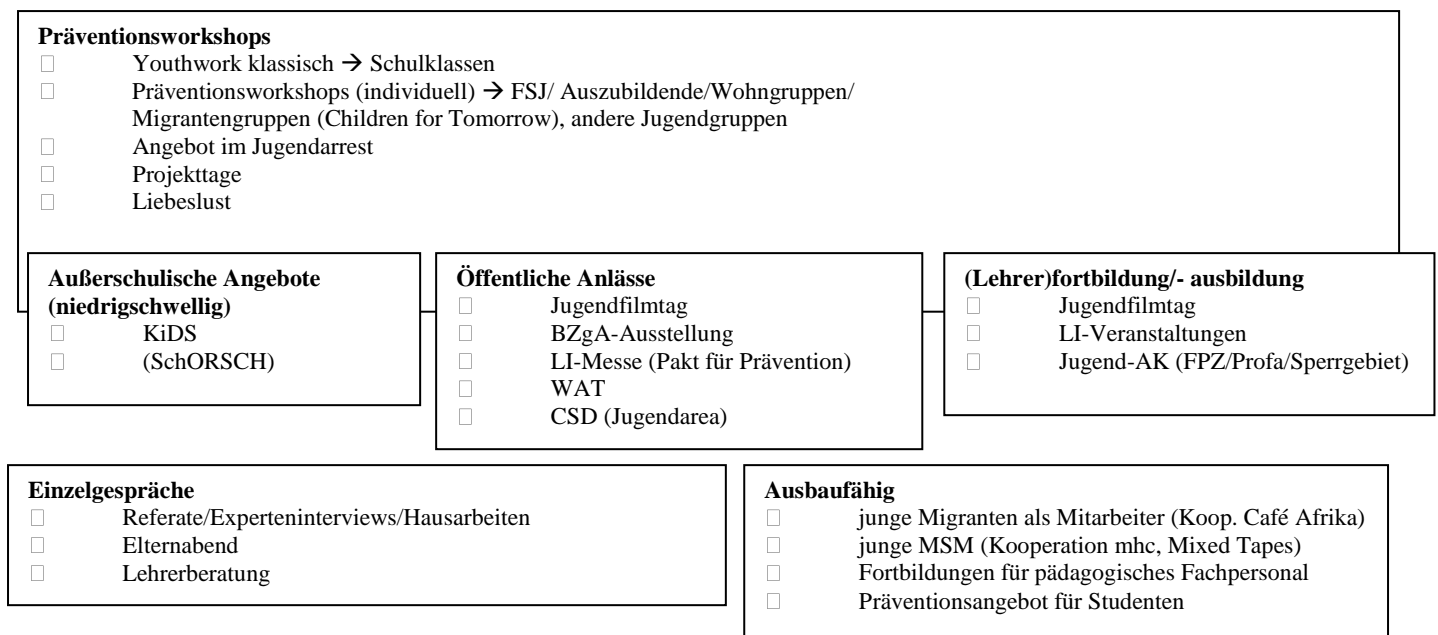 Präventionsworkshops
Youthwork klassisch → Schulklassen
Präventionsworkshops (individuell) → FSJ/ Auszubildende/Wohngruppen/
Migrantengruppen (Children for Tomorrow), andere Jugendgruppen
Angebot im Jugendarrest
Projekttage
Liebeslust
Außerschulische Angebote
(niedrigschwellig)
KiDS
(SchORSCH)
Öffentliche Anlässe
Jugendfilmtag
BZgA-Ausstellung
LI-Messe (Pakt für Prävention)
WAT
CSD (Jugendarea)
(Lehrer)fortbildung/- ausbildung
Jugendfilmtag
LI-Veranstaltungen
Jugend-AK (FPZ/Profa/Sperrgebiet)
Einzelgespräche
Referate/Experteninterviews/Hausarbeiten
Elternabend
Lehrerberatung
Ausbaufähig
junge Migranten als Mitarbeiter (Koop. Café Afrika)
junge MSM (Kooperation mhc, Mixed Tapes)
Fortbildungen für pädagogisches Fachpersonal
Präventionsangebot für Studenten